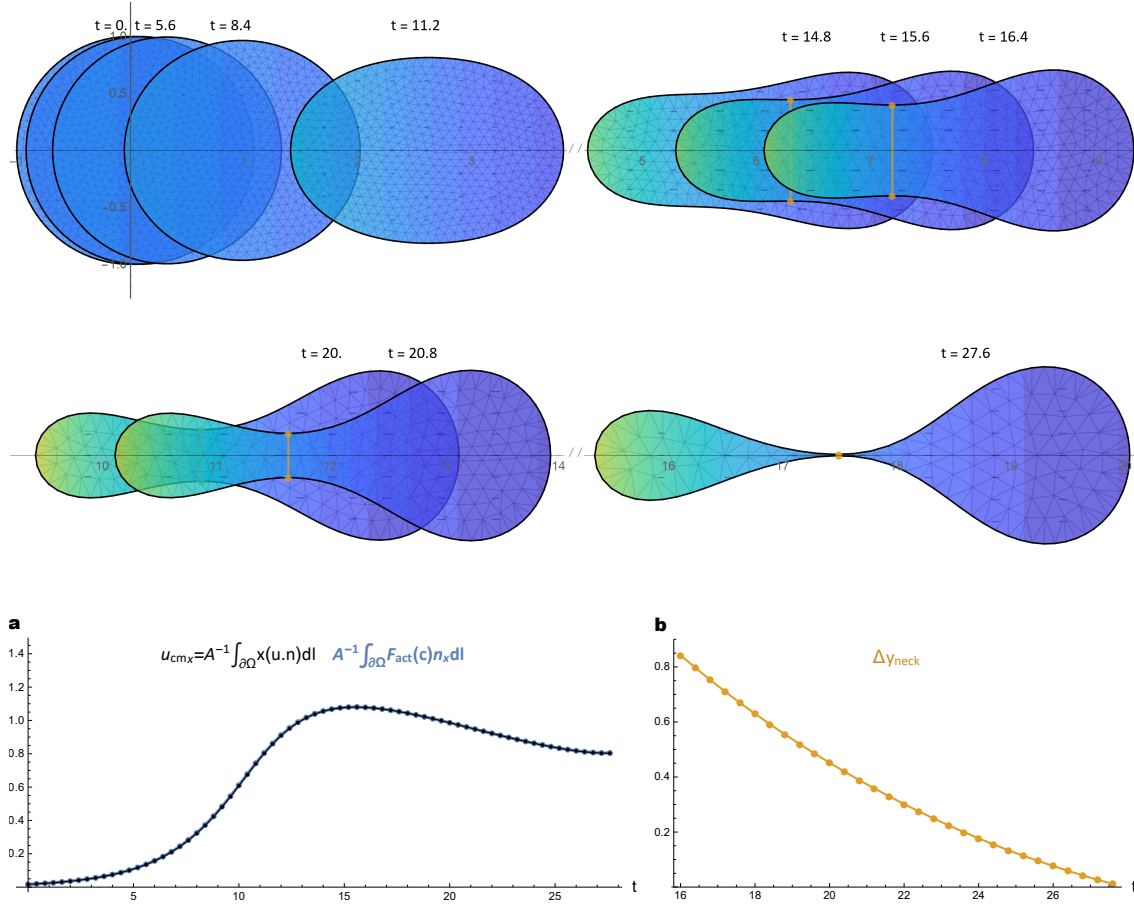 t = 0. t = 5.6 t = 8.4 t = 11.2
t = 14.8 t = 15.6 t = 16.4
1.0
0.5
−0.5
−1.0
1 3
5 6 7 8 9
t = 20. t = 20.8 t = 27.6
10 11 12 13 14
16 17 18 19 20
a
u_cmx=A⁻¹∫_∂Ω x(u.n)dl A⁻¹∫_∂Ω F_act(c)n_x dl
1.4
1.2
1.0
0.8
0.6
0.4
0.2
5 10 15 20 25 t
b
Δy_neck
0.8
0.6
0.4
0.2
16 18 20 22 24 26 t